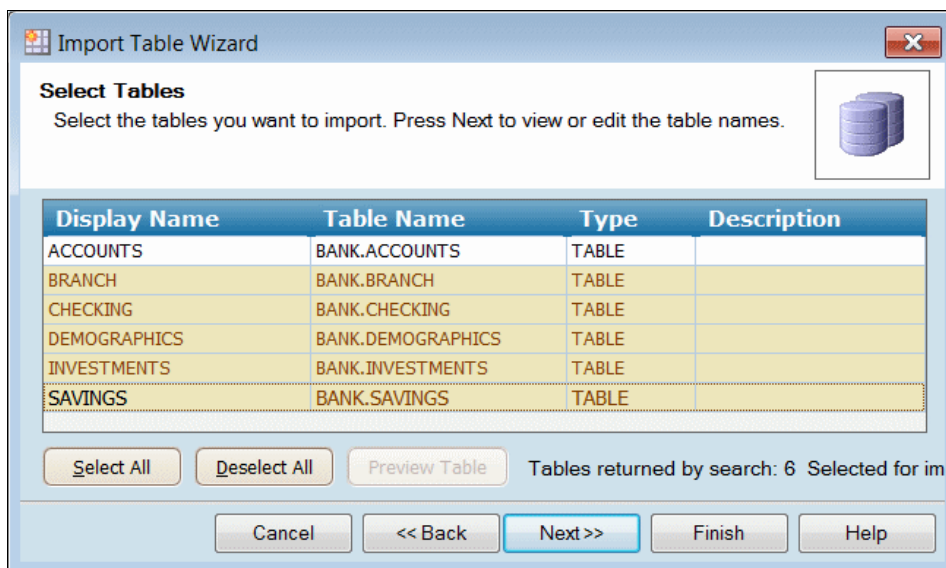 Import Table Wizard
Select Tables
Select the tables you want to import. Press Next to view or edit the table names.
Display Name Table Name Type Description
ACCOUNTS BANK.ACCOUNTS TABLE
BRANCH BANK.BRANCH TABLE
CHECKING BANK.CHECKING TABLE
DEMOGRAPHICS BANK.DEMOGRAPHICS TABLE
INVESTMENTS BANK.INVESTMENTS TABLE
SAVINGS BANK.SAVINGS TABLE
Select All Deselect All Preview Table Tables returned by search: 6 Selected for im
Cancel << Back Next >> Finish Help